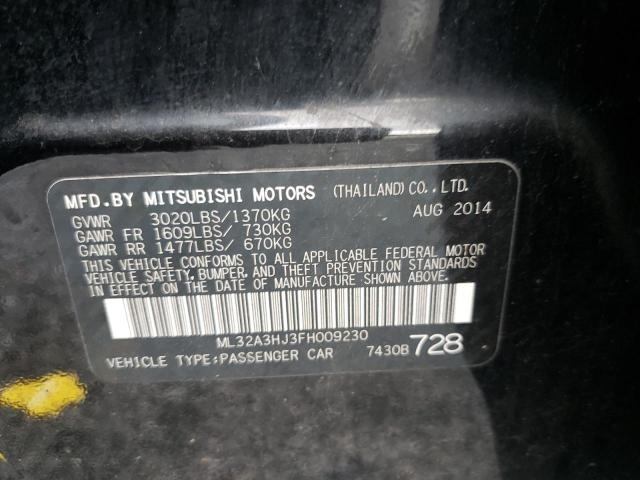 MFD.BY MITSUBISHI MOTORS (THAILAND)CO.,LTD.
GVWR 3020LBS/1370KG AUG 2014
GAWR FR 1609LBS/ 730KG
GAWR RR 1477LBS/ 670KG
THIS VEHICLE CONFORMS TO ALL APPLICABLE FEDERAL MOTOR
VEHICLE SAFETY, BUMPER, AND THEFT PREVENTION STANDARDS
IN EFFECT ON THE DATE OF MANUFACTURE SHOWN ABOVE.
ML32A3HJ3FH009230
VEHICLE TYPE:PASSENGER CAR 7430B 728